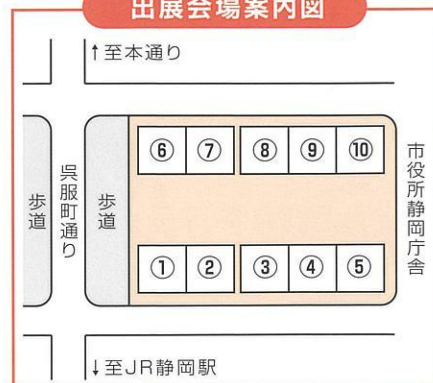 出展会場案内図
↑至本通り
⑥ ⑦ ⑧ ⑨ ⑩
歩道
呉服町通り
歩道
市役所静岡庁舎
① ② ③ ④ ⑤
↓至JR静岡駅